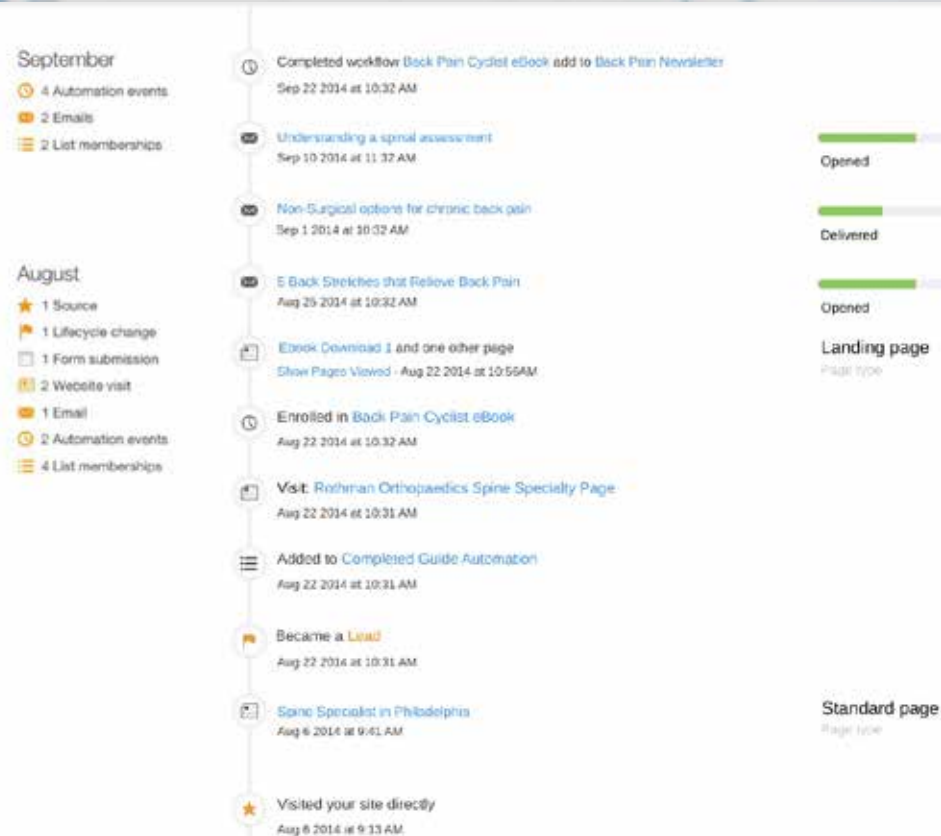 September
4 Automation events
2 Emails
2 List memberships
Completed workflow Back Pain Cyclist eBook add to Back Pain Newsletter
Sep 22 2014 at 10:32 AM
Understanding a spinal assessment
Sep 10 2014 at 11:32 AM
Opened
Non-Surgical options for chronic back pain
Sep 1 2014 at 10:32 AM
Delivered
August
1 Source
1 Lifecycle change
1 Form submission
2 Website visit
1 Email
2 Automation events
4 List memberships
5 Back Stretches that Relieve Back Pain
Aug 25 2014 at 10:32 AM
Opened
Ebook Download 1 and one other page
Show Pages Viewed - Aug 22 2014 at 10:56AM
Landing page
Page type
Enrolled in Back Pain Cyclist eBook
Aug 22 2014 at 10:32 AM
Visit: Rothman Orthopaedics Spine Specialty Page
Aug 22 2014 at 10:31 AM
Added to Completed Guide Automation
Aug 22 2014 at 10:31 AM
Became a Lead
Aug 22 2014 at 10:31 AM
Spine Specialist in Philadelphia
Aug 6 2014 at 9:41 AM
Standard page
Page type
Visited your site directly
Aug 6 2014 at 9:13 AM